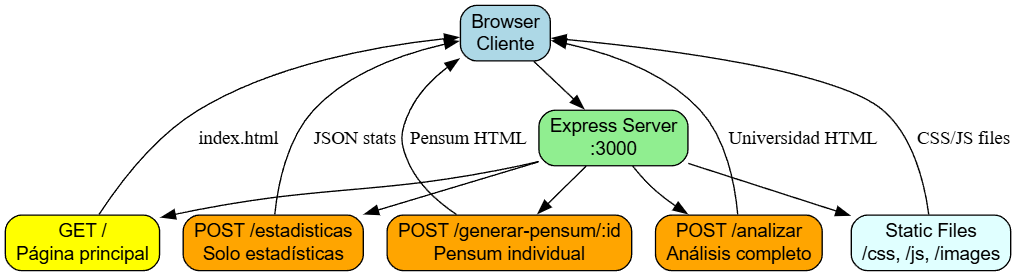 Browser
Cliente
Express Server
:3000
index.html
JSON stats
Pensum HTML
Universidad HTML
CSS/JS files
GET /
Página principal
POST /estadisticas
Solo estadísticas
POST /generar-pensum/:id
Pensum individual
POST /analizar
Análisis completo
Static Files
/css, /js, /images